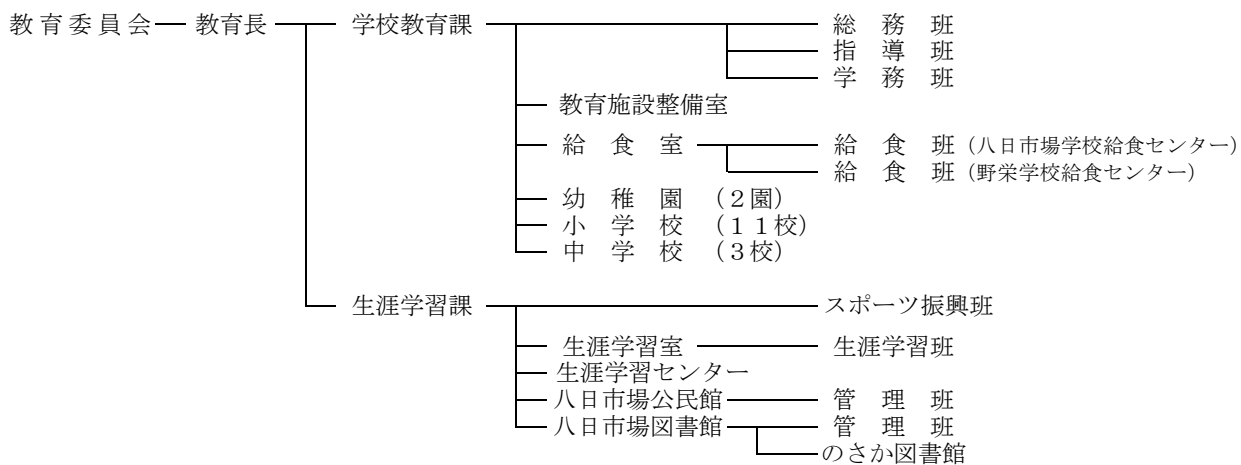 教育委員会 教育長 学校教育課 総務班
指導班
学務班
教育施設整備室
給食室 給食班（八日市場学校給食センター）
給食班（野栄学校給食センター）
幼稚園（２園）
小学校（１１校）
中学校（３校）
生涯学習課 スポーツ振興班
生涯学習室 生涯学習班
生涯学習センター
八日市場公民館 管理班
八日市場図書館 管理班
のさか図書館